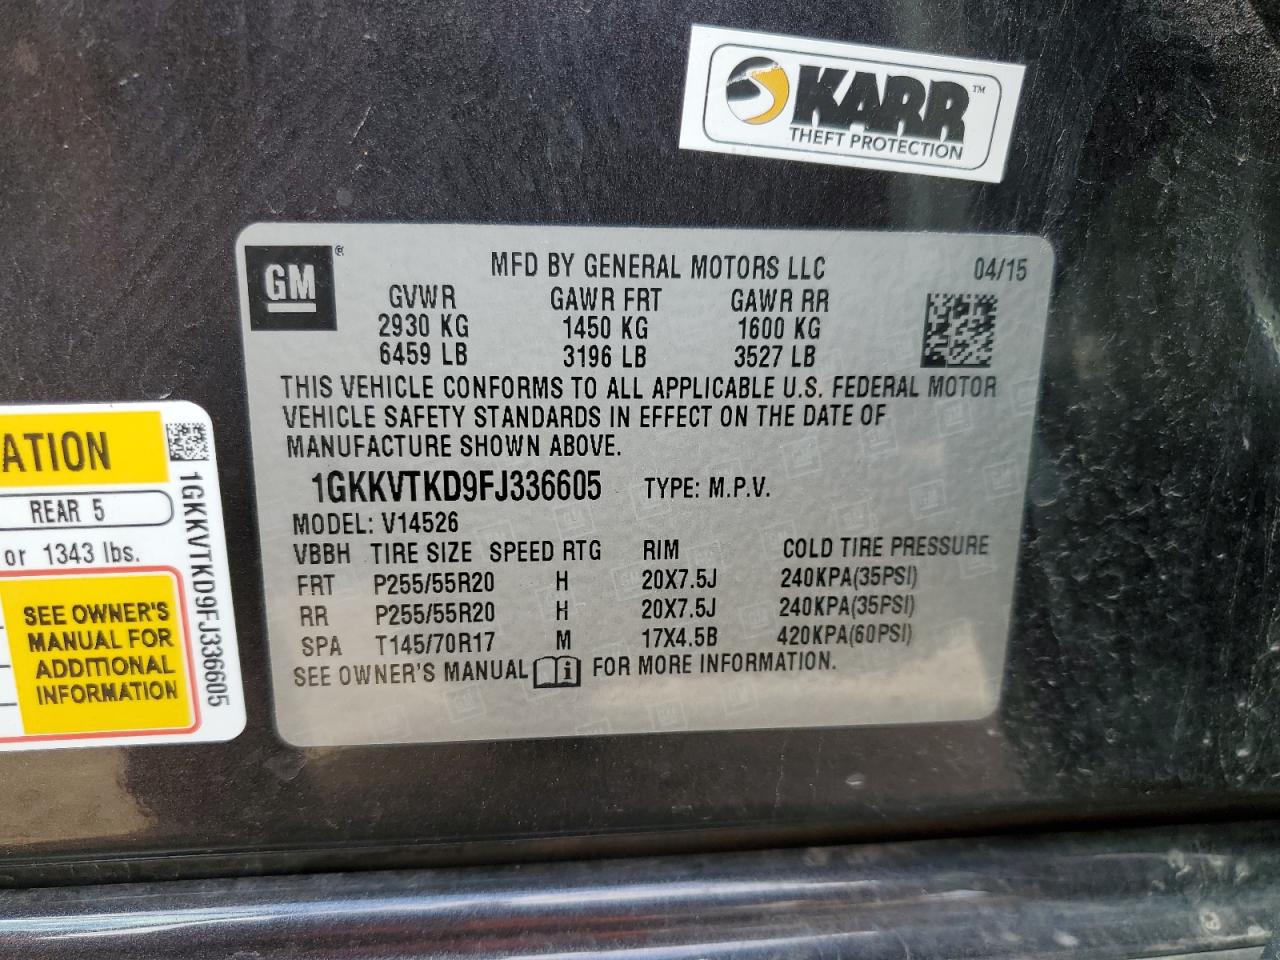 KARR™
THEFT PROTECTION
GM®
MFD BY GENERAL MOTORS LLC 04/15
GVWR GAWR FRT GAWR RR
2930 KG 1450 KG 1600 KG
6459 LB 3196 LB 3527 LB
THIS VEHICLE CONFORMS TO ALL APPLICABLE U.S. FEDERAL MOTOR
VEHICLE SAFETY STANDARDS IN EFFECT ON THE DATE OF
MANUFACTURE SHOWN ABOVE.
1GKKVTKD9FJ336605 TYPE: M.P.V.
MODEL: V14526
VBBH TIRE SIZE SPEED RTG RIM COLD TIRE PRESSURE
FRT P255/55R20 H 20X7.5J 240KPA(35PSI)
RR P255/55R20 H 20X7.5J 240KPA(35PSI)
SPA T145/70R17 M 17X4.5B 420KPA(60PSI)
SEE OWNER'S MANUAL i FOR MORE INFORMATION.
ATION
REAR 5
or 1343 lbs.
SEE OWNER'S
MANUAL FOR
ADDITIONAL
INFORMATION
1GKKVTKD9FJ336605